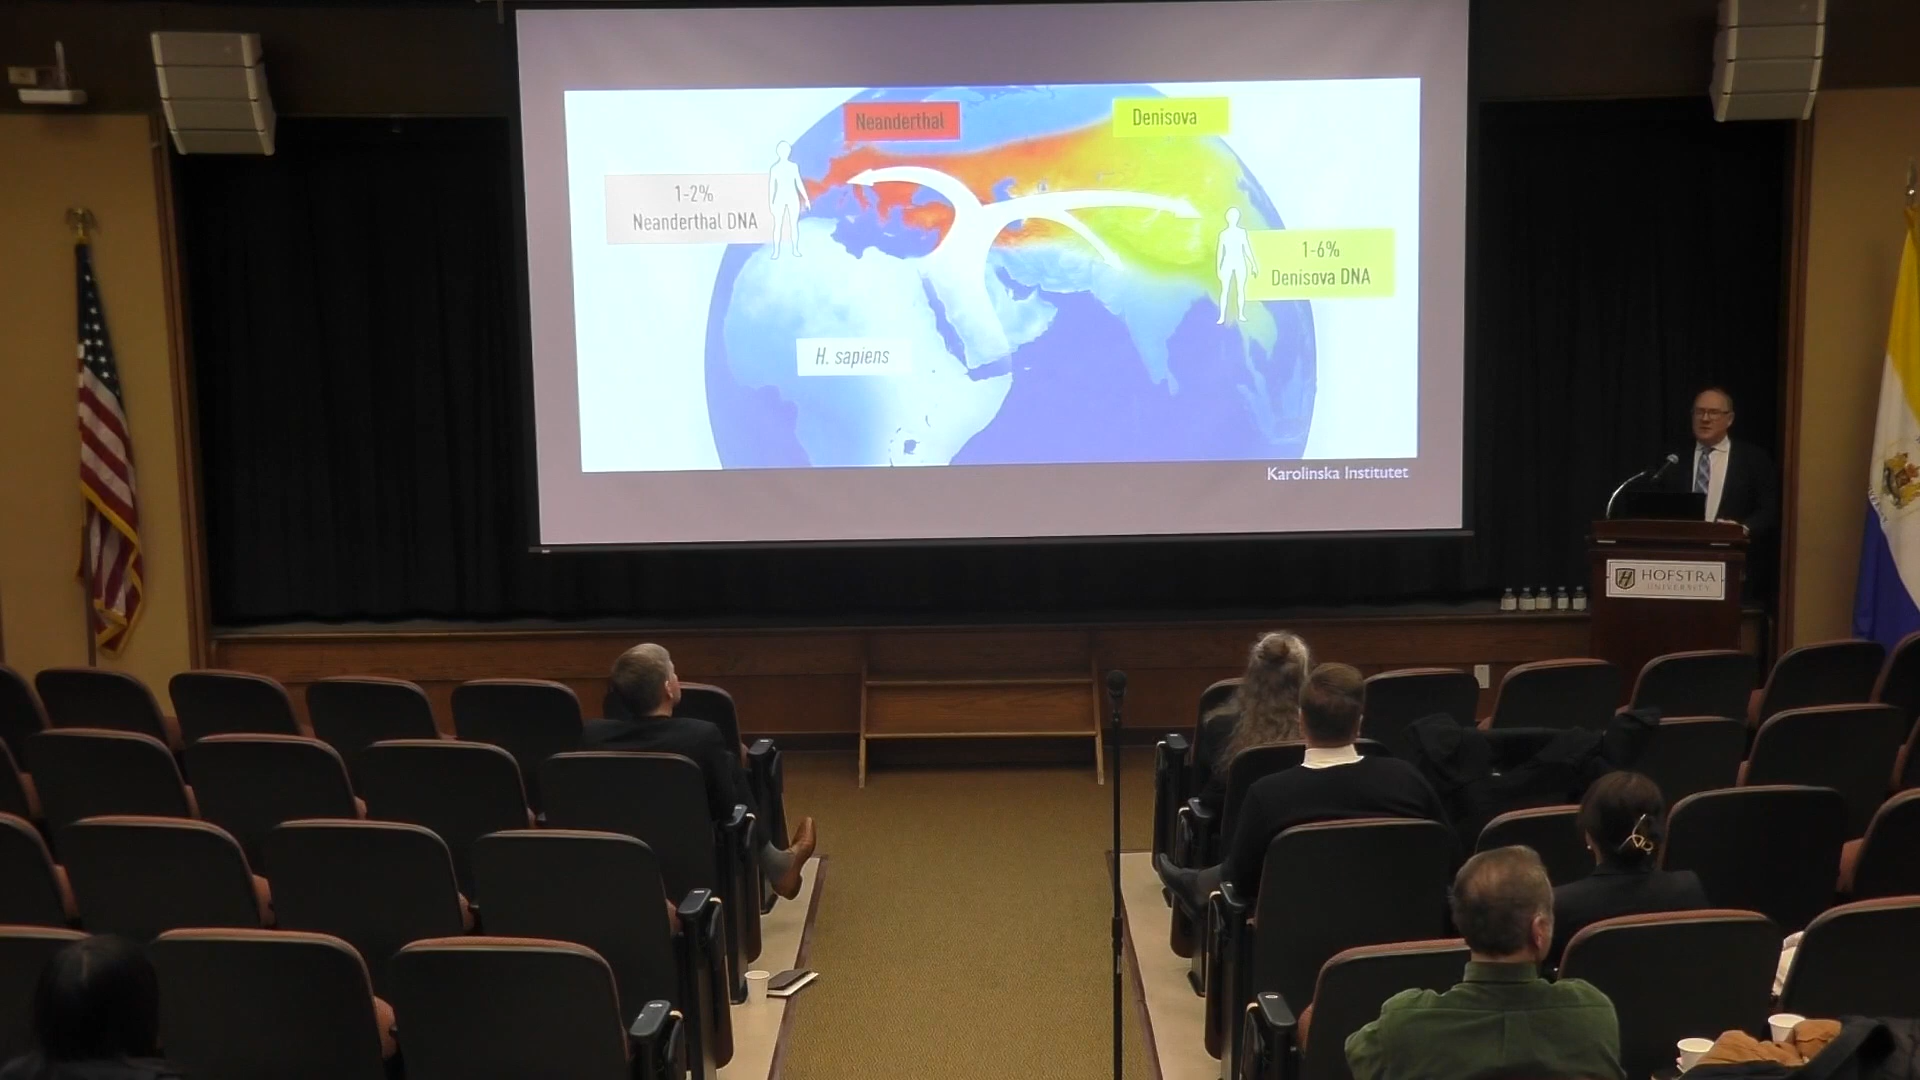 Neanderthal
Denisova
1-2%
Neanderthal DNA
1-6%
Denisova DNA
H. sapiens
Karolinska Institutet
HOFSTRA
UNIVERSITY